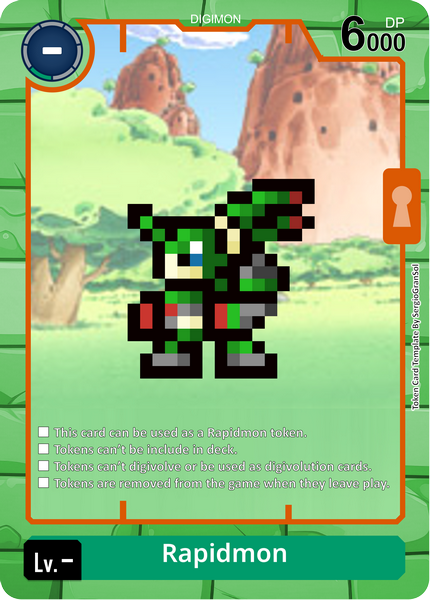 DIGIMON
DP
6000
-
Token Card Template By SergioGranSol
This card can be used as a Rapidmon token.
Tokens can't be include in deck.
Tokens can't digivolve or be used as digivolution cards.
Tokens are removed from the game when they leave play.
Lv.-
Rapidmon